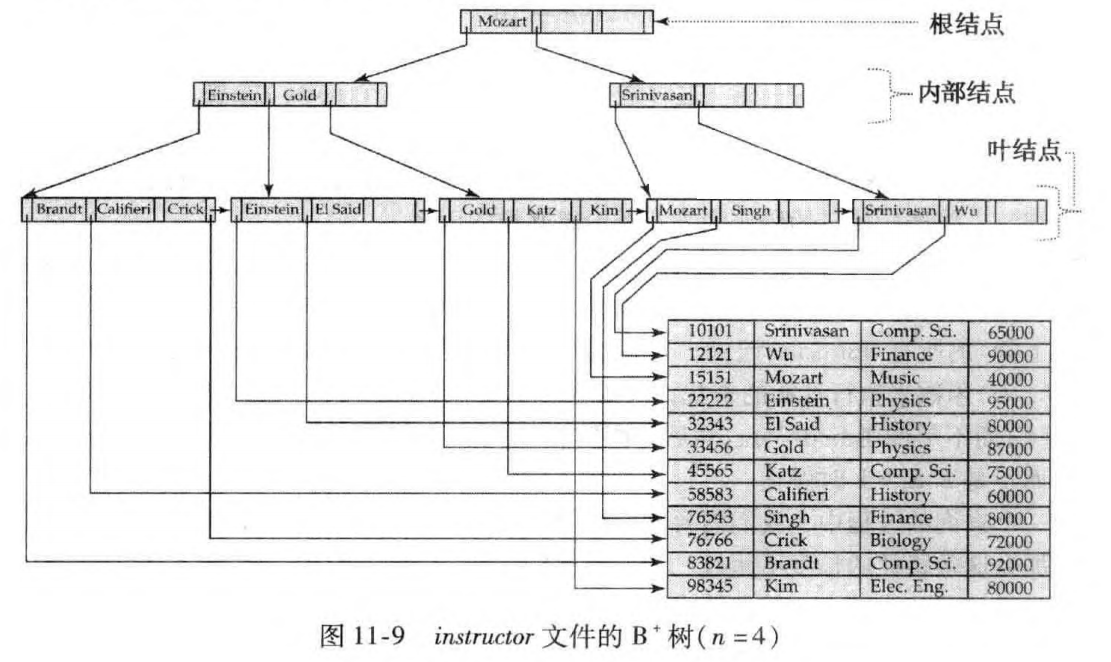 Mozart
根结点
Einstein Gold
Srinivasan
内部结点
叶结点
Brandt Califieri Crick Einstein El Said Gold Katz Kim Mozart Singh Srinivasan Wu
10101 Srinivasan Comp. Sci. 65000
12121 Wu Finance 90000
15151 Mozart Music 40000
22222 Einstein Physics 95000
32343 El Said History 80000
33456 Gold Physics 87000
45565 Katz Comp. Sci. 75000
58583 Califieri History 60000
76543 Singh Finance 80000
76766 Crick Biology 72000
83821 Brandt Comp. Sci. 92000
98345 Kim Elec. Eng. 80000
图 11-9 instructor 文件的 B⁺树(n=4)